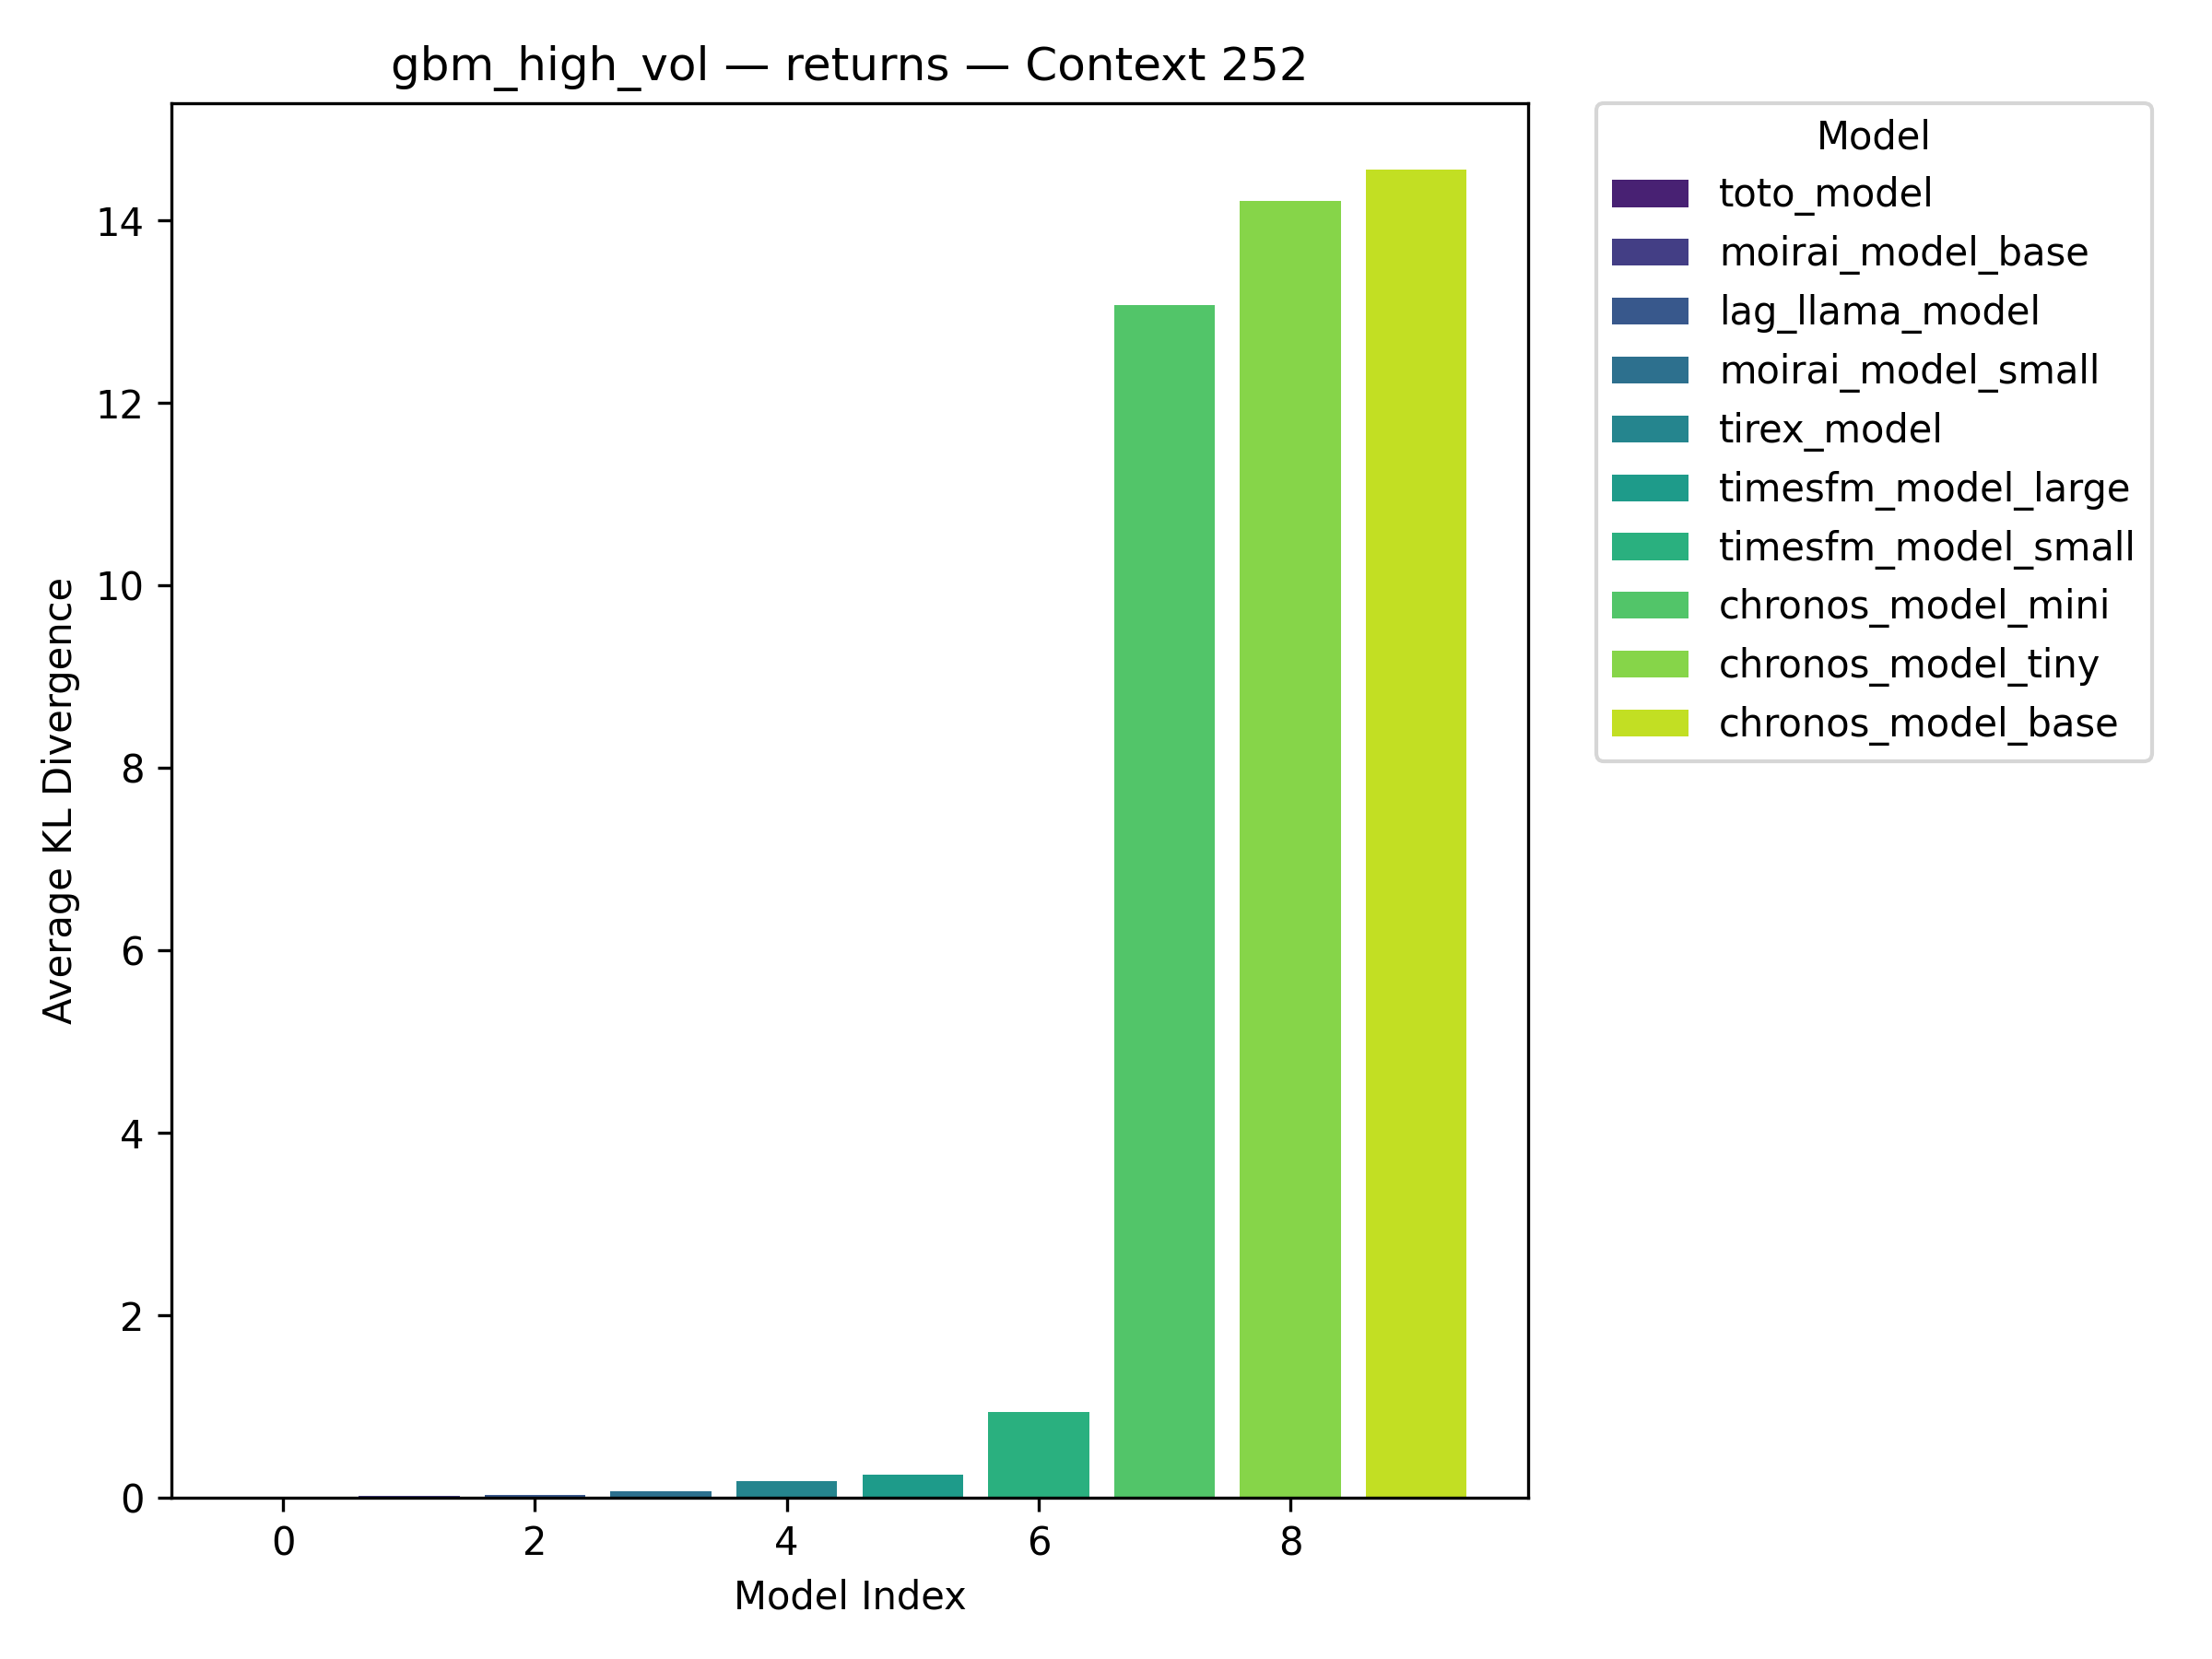 gbm_high_vol — returns — Context 252
Average KL Divergence
14
12
10
8
6
4
2
0
0 2 4 6 8
Model Index
Model
toto_model
moirai_model_base
lag_llama_model
moirai_model_small
tirex_model
timesfm_model_large
timesfm_model_small
chronos_model_mini
chronos_model_tiny
chronos_model_base